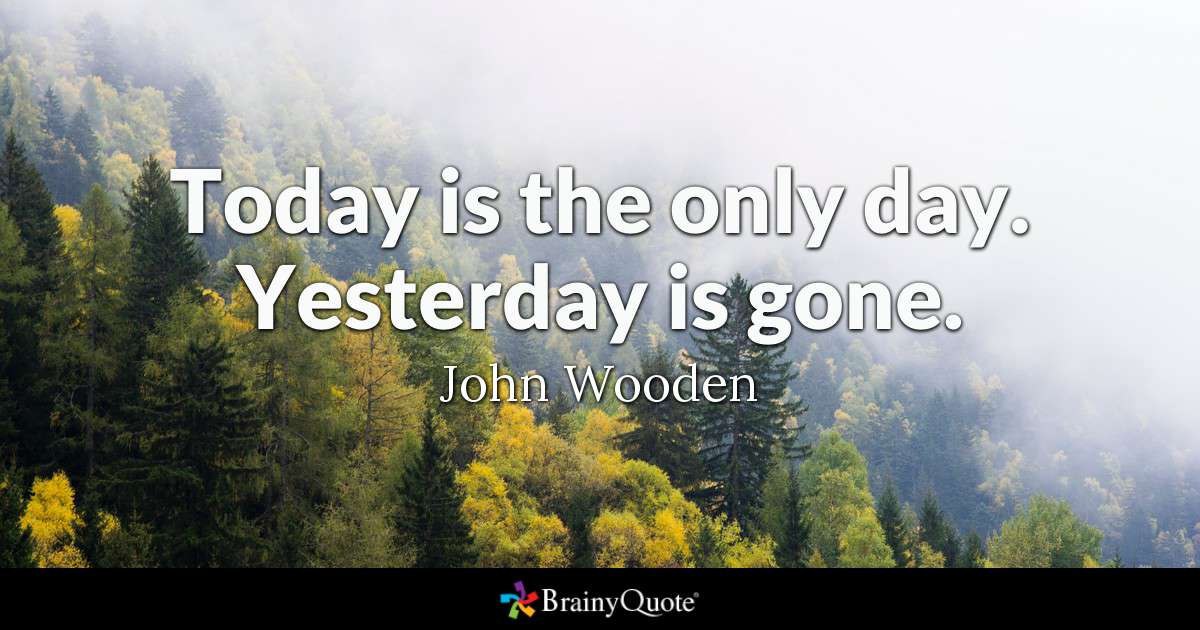 Today is the only day.
Yesterday is gone.
John Wooden
BrainyQuote®